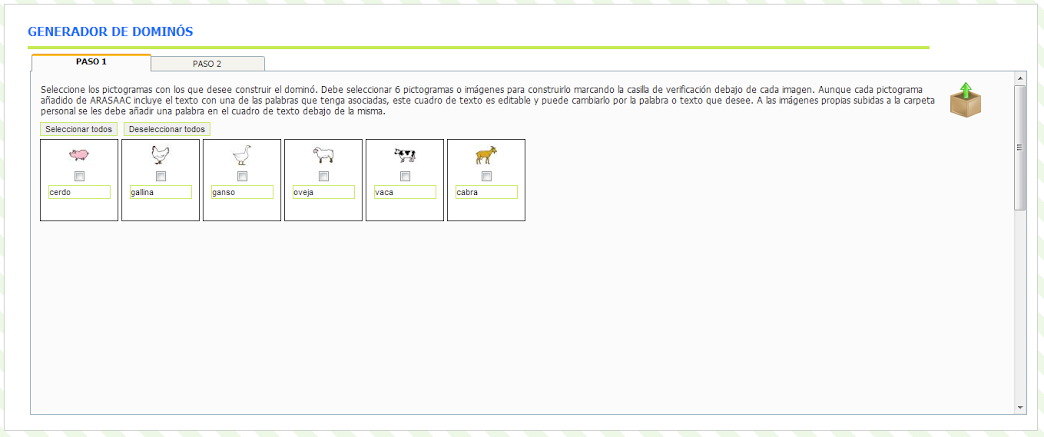 GENERADOR DE DOMINÓS
PASO 1
PASO 2
Seleccione los pictogramas con los que desee construir el dominó. Debe seleccionar 6 pictogramas o imágenes para construirlo marcando la casilla de verificación debajo de cada imagen. Aunque cada pictograma
añadido de ARASAAC incluye el texto con una de las palabras que tenga asociadas, este cuadro de texto es editable y puede cambiarlo por la palabra o texto que desee. A las imágenes propias subidas a la carpeta
personal se les debe añadir una palabra en el cuadro de texto debajo de la misma.
Seleccionar todos
Deseleccionar todos
cerdo
gallina
ganso
oveja
vaca
cabra